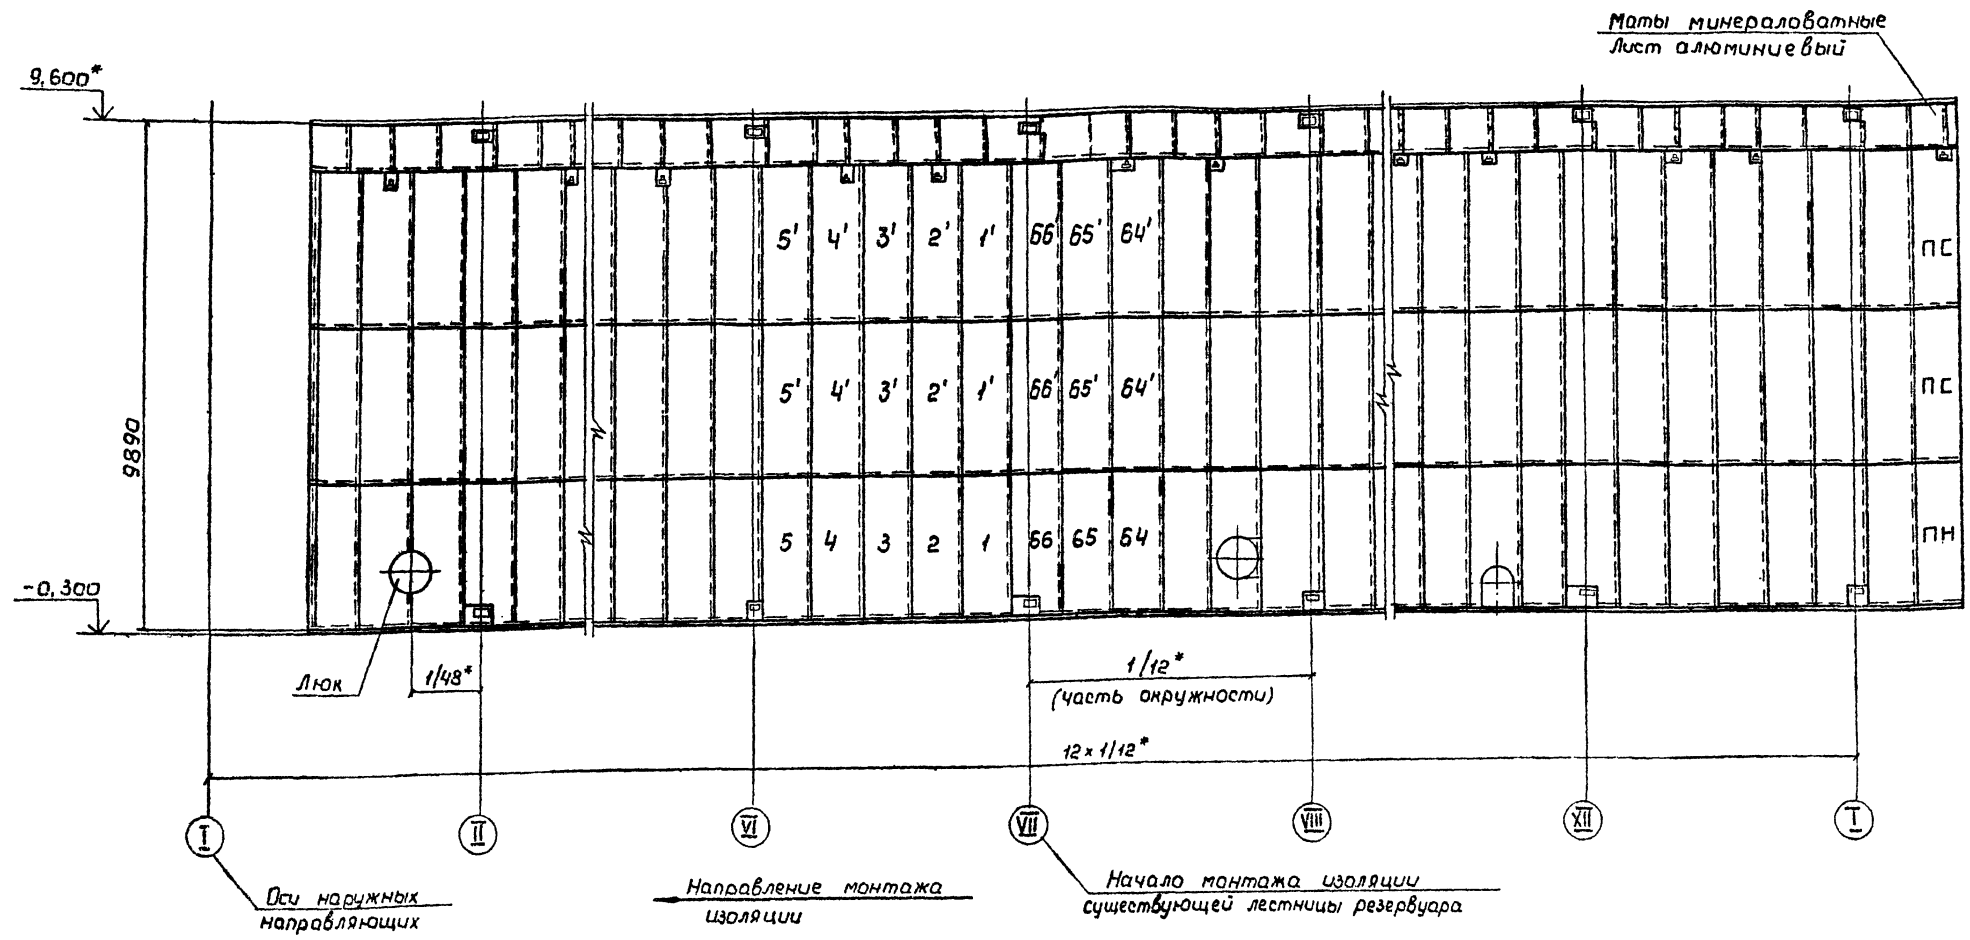 Маты минераловатные
Лист алюминиевый
9,600*
5' 4' 3' 2' 1' 66' 65' 64'
ПС
5' 4' 3' 2' 1' 66' 65' 64'
ПС
9890
5 4 3 2 1 66 65 64
ПН
-0,300
Люк
1/48*
1/12*
(часть окружности)
12×1/12*
I II VI VII VIII XII I
Оси наружных
направляющих
Направление монтажа
изоляции
Начало монтажа изоляции
существующей лестницы резервуара